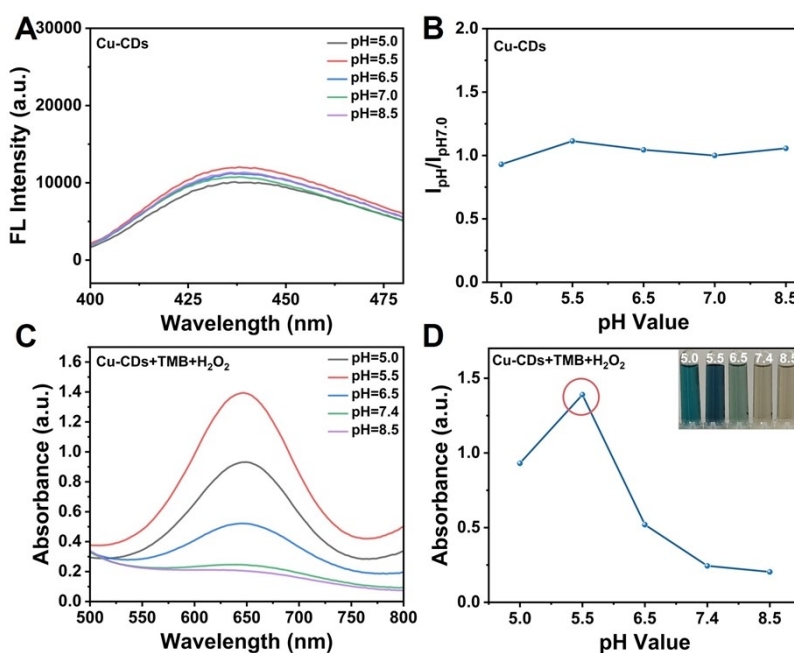 A
Cu-CDs
pH=5.0
pH=5.5
pH=6.5
pH=7.0
pH=8.5
30000
20000
10000
0
FL Intensity (a.u.)
400 425 450 475
Wavelength (nm)
B
Cu-CDs
2.0
1.5
1.0
0.5
0.0
I_pH/I_pH7.0
5.0 5.5 6.5 7.0 8.5
pH Value
C
Cu-CDs+TMB+H₂O₂
pH=5.0
pH=5.5
pH=6.5
pH=7.4
pH=8.5
1.6
1.4
1.2
1.0
0.8
0.6
0.4
0.2
0.0
Absorbance (a.u.)
500 550 600 650 700 750 800
Wavelength (nm)
D
Cu-CDs+TMB+H₂O₂
5.0 5.5 6.5 7.4 8.5
1.5
1.0
0.5
0.0
Absorbance (a.u.)
5.0 5.5 6.5 7.4 8.5
pH Value